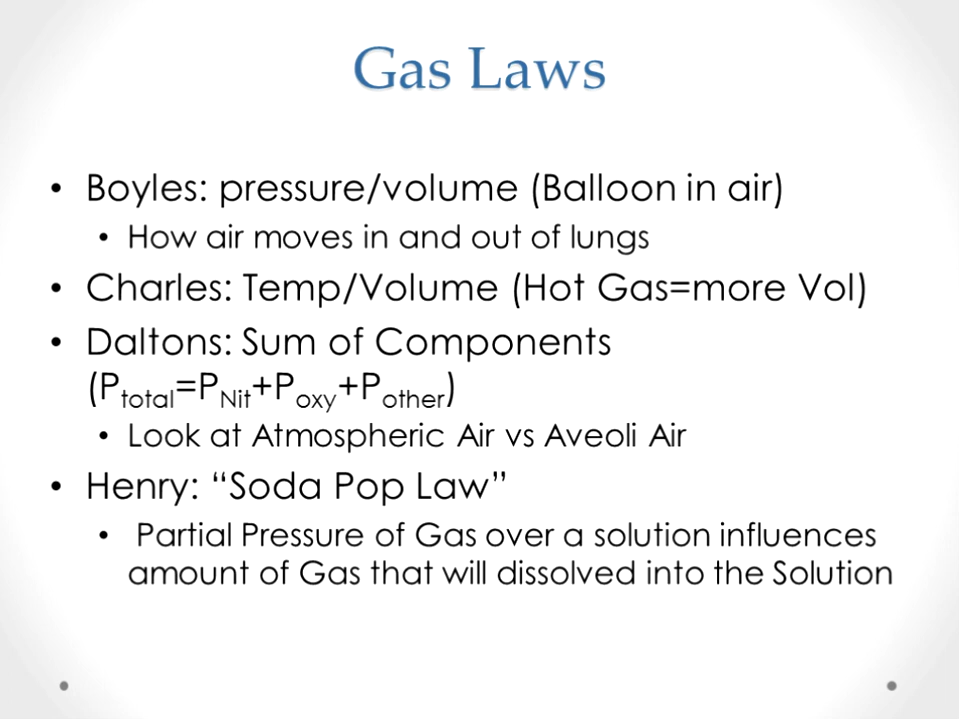 Gas Laws
• Boyles: pressure/volume (Balloon in air)
• How air moves in and out of lungs
• Charles: Temp/Volume (Hot Gas=more Vol)
• Daltons: Sum of Components
(Ptotal=PNit+Poxy+Pother)
• Look at Atmospheric Air vs Aveoli Air
• Henry: “Soda Pop Law”
• Partial Pressure of Gas over a solution influences
amount of Gas that will dissolved into the Solution